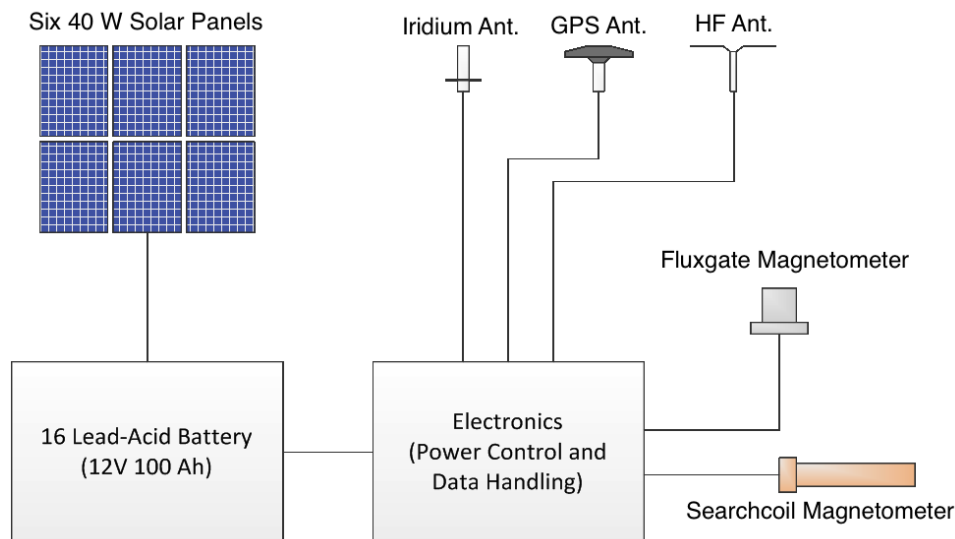 Six 40 W Solar Panels
Iridium Ant.
GPS Ant.
HF Ant.
Fluxgate Magnetometer
16 Lead-Acid Battery
(12V 100 Ah)
Electronics
(Power Control and
Data Handling)
Searchcoil Magnetometer